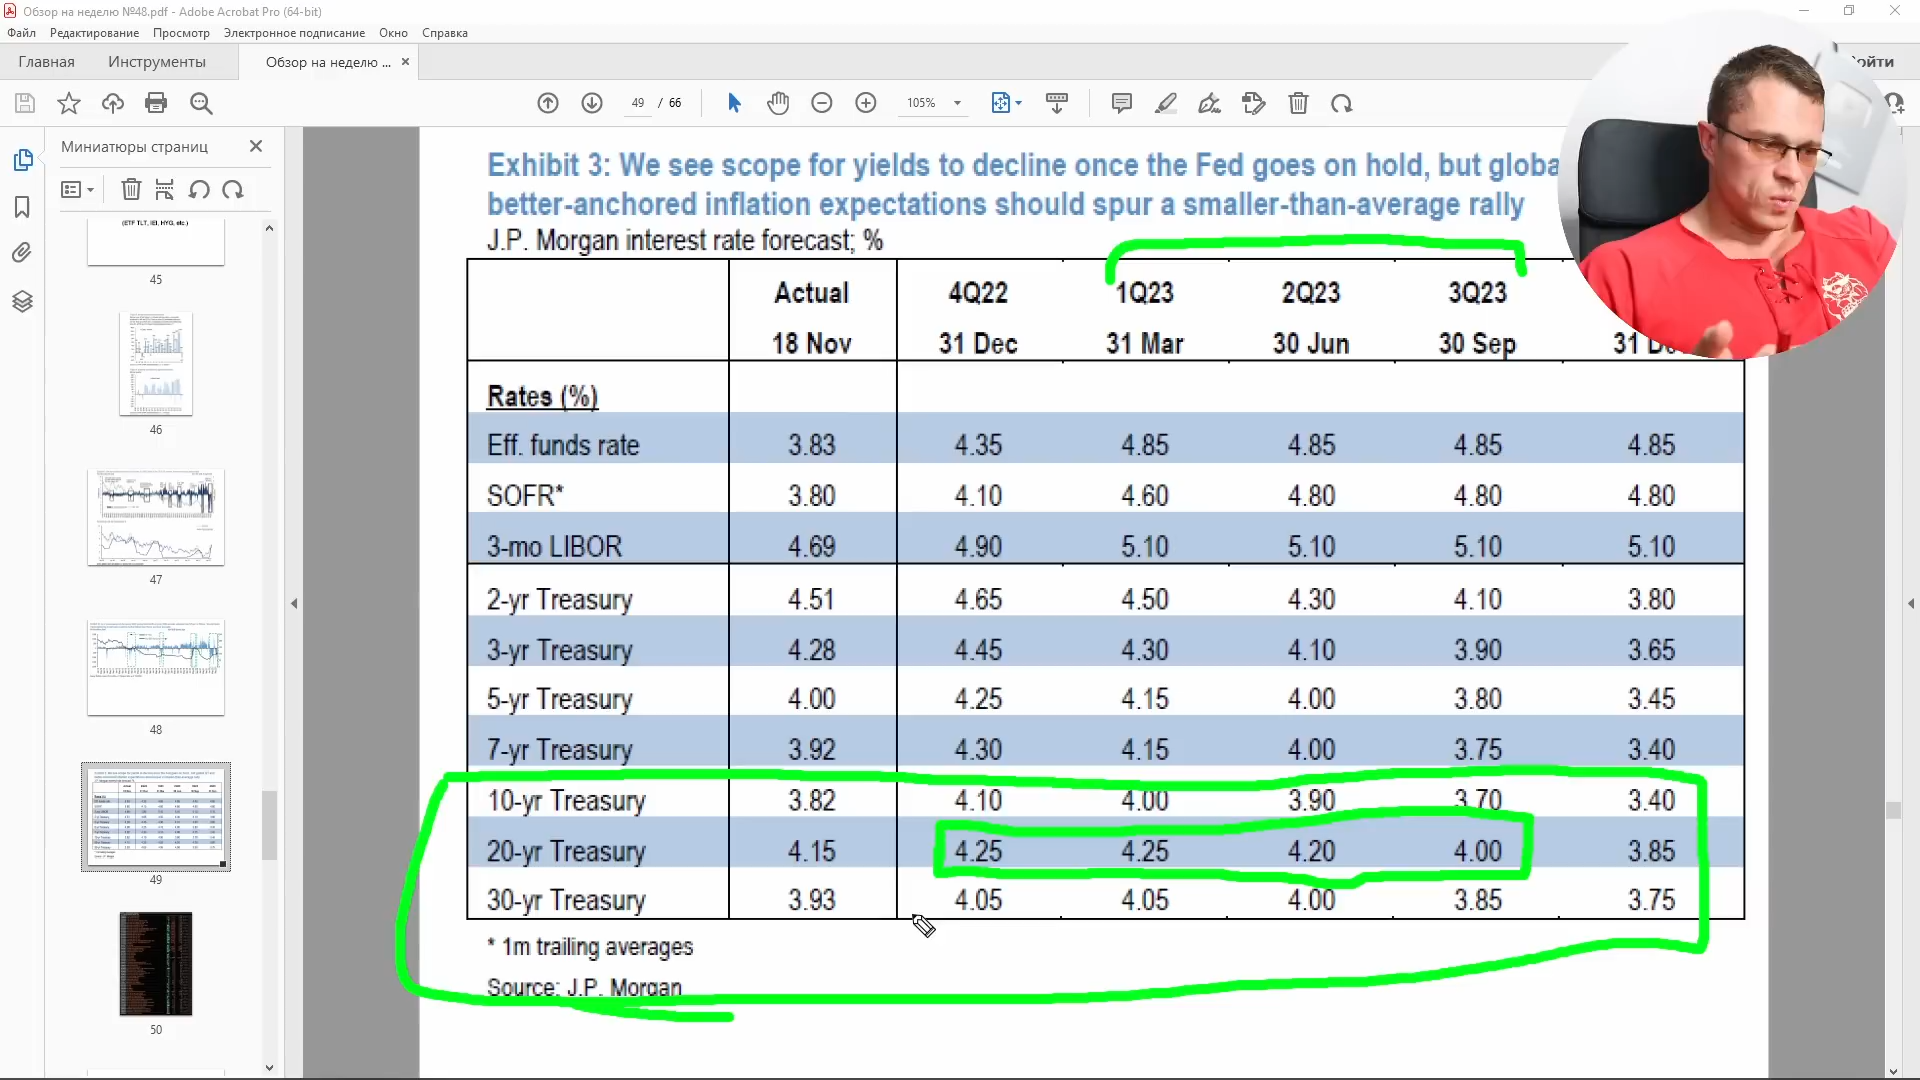 Обзор на неделю №48.pdf - Adobe Acrobat Pro (64-bit)
Файл Редактирование Просмотр Электронное подписание Окно Справка
Главная Инструменты Обзор на неделю ...
49 / 66 105%
Миниатюры страниц
(ETF TLT, IEI, HYG, etc.)
45
46
47
48
49
50
Exhibit 3: We see scope for yields to decline once the Fed goes on hold, but
better-anchored inflation expectations should spur a smaller-than-average rally
J.P. Morgan interest rate forecast; %
Actual 4Q22 1Q23 2Q23 3Q23
18 Nov 31 Dec 31 Mar 30 Jun 30 Sep 31
Rates (%)
Eff. funds rate 3.83 4.35 4.85 4.85 4.85 4.85
SOFR* 3.80 4.10 4.60 4.80 4.80 4.80
3-mo LIBOR 4.69 4.90 5.10 5.10 5.10 5.10
2-yr Treasury 4.51 4.65 4.50 4.30 4.10 3.80
3-yr Treasury 4.28 4.45 4.30 4.10 3.90 3.65
5-yr Treasury 4.00 4.25 4.15 4.00 3.80 3.45
7-yr Treasury 3.92 4.30 4.15 4.00 3.75 3.40
10-yr Treasury 3.82 4.10 4.00 3.90 3.70 3.40
20-yr Treasury 4.15 4.25 4.25 4.20 4.00 3.85
30-yr Treasury 3.93 4.05 4.05 4.00 3.85 3.75
* 1m trailing averages
Source: J.P. Morgan